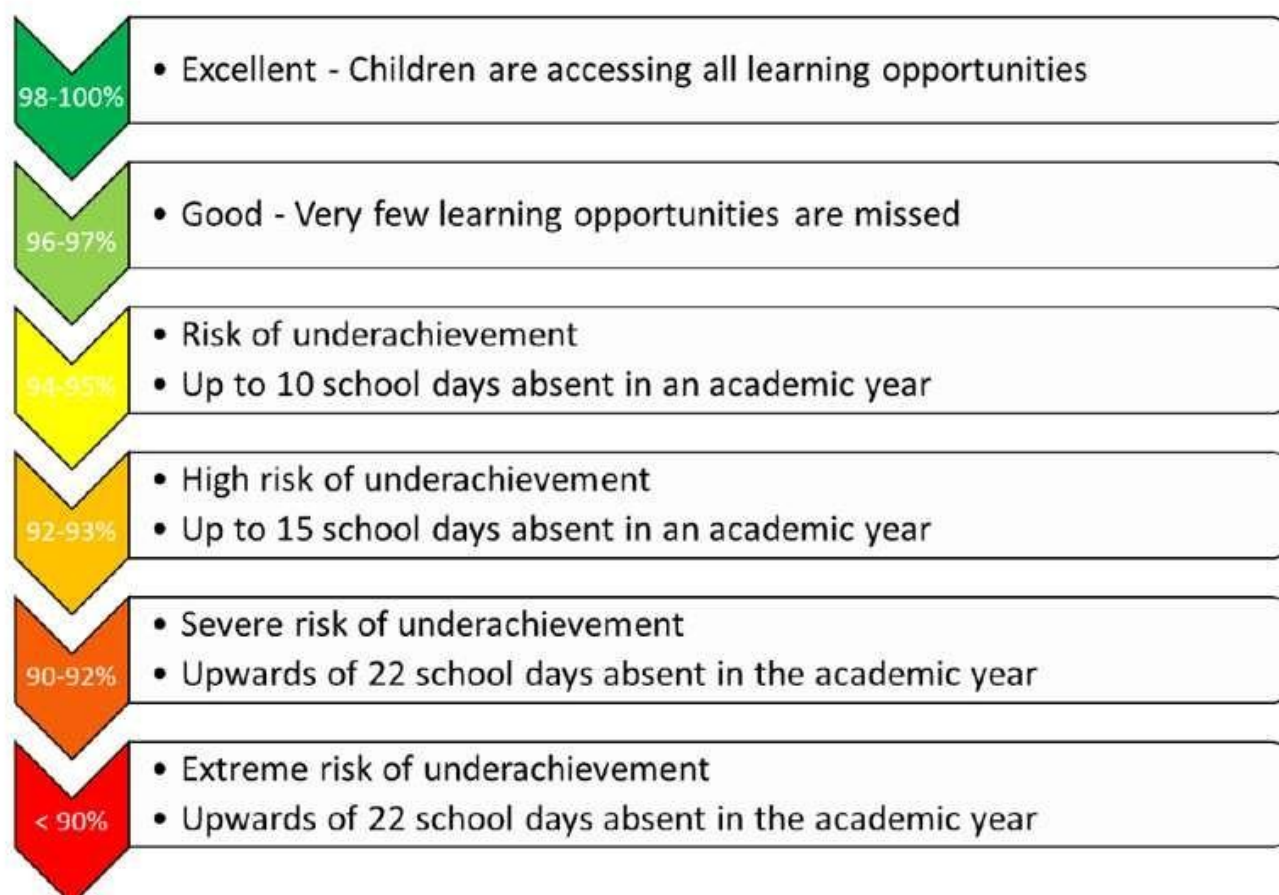 98-100%
• Excellent - Children are accessing all learning opportunities
96-97%
• Good - Very few learning opportunities are missed
94-95%
• Risk of underachievement
• Up to 10 school days absent in an academic year
92-93%
• High risk of underachievement
• Up to 15 school days absent in an academic year
90-92%
• Severe risk of underachievement
• Upwards of 22 school days absent in the academic year
< 90%
• Extreme risk of underachievement
• Upwards of 22 school days absent in the academic year